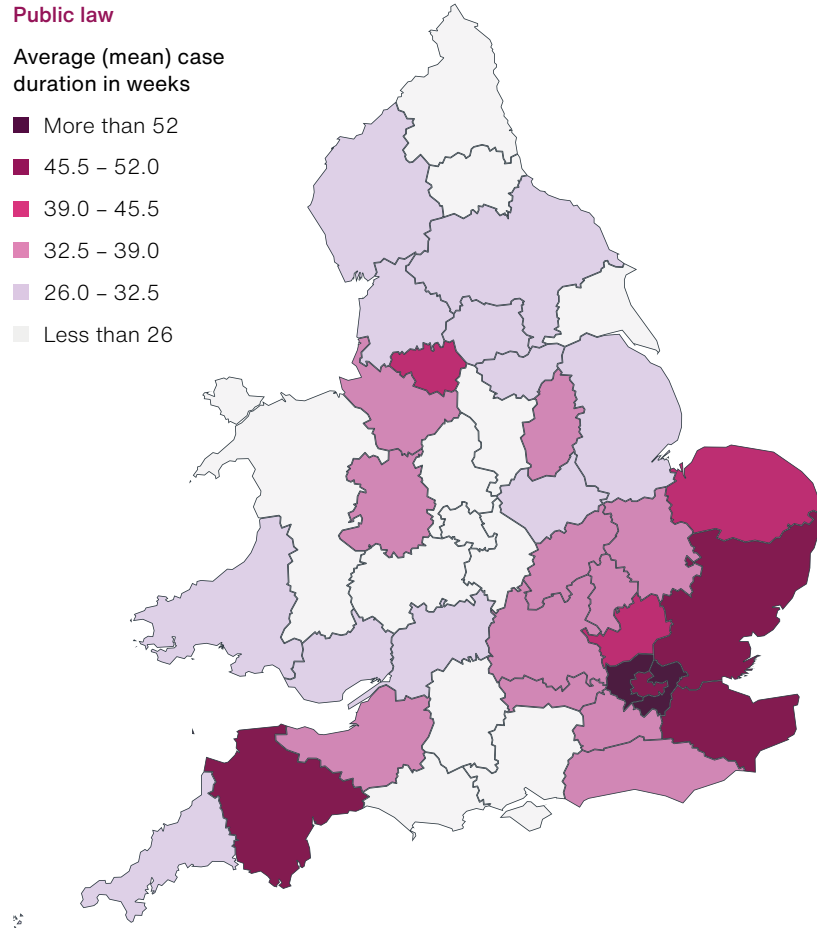 Public law
Average (mean) case
duration in weeks
More than 52
45.5 – 52.0
39.0 – 45.5
32.5 – 39.0
26.0 – 32.5
Less than 26